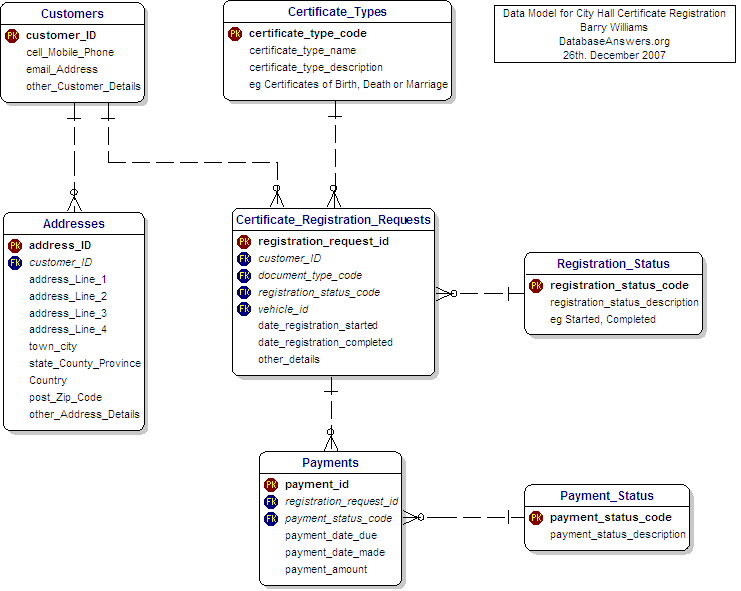 Customers
PK customer_ID
cell_Mobile_Phone
email_Address
other_Customer_Details
Certificate_Types
PK certificate_type_code
certificate_type_name
certificate_type_description
eg Certificates of Birth, Death or Marriage
Data Model for City Hall Certificate Registration
Barry Williams
DatabaseAnswers.org
26th. December 2007
Addresses
PK address_ID
FK customer_ID
address_Line_1
address_Line_2
address_Line_3
address_Line_4
town_city
state_County_Province
Country
post_Zip_Code
other_Address_Details
Certificate_Registration_Requests
PK registration_request_id
FK customer_ID
FK document_type_code
FK registration_status_code
FK vehicle_id
date_registration_started
date_registration_completed
other_details
Registration_Status
PK registration_status_code
registration_status_description
eg Started, Completed
Payments
PK payment_id
FK registration_request_id
FK payment_status_code
payment_date_due
payment_date_made
payment_amount
Payment_Status
PK payment_status_code
payment_status_description